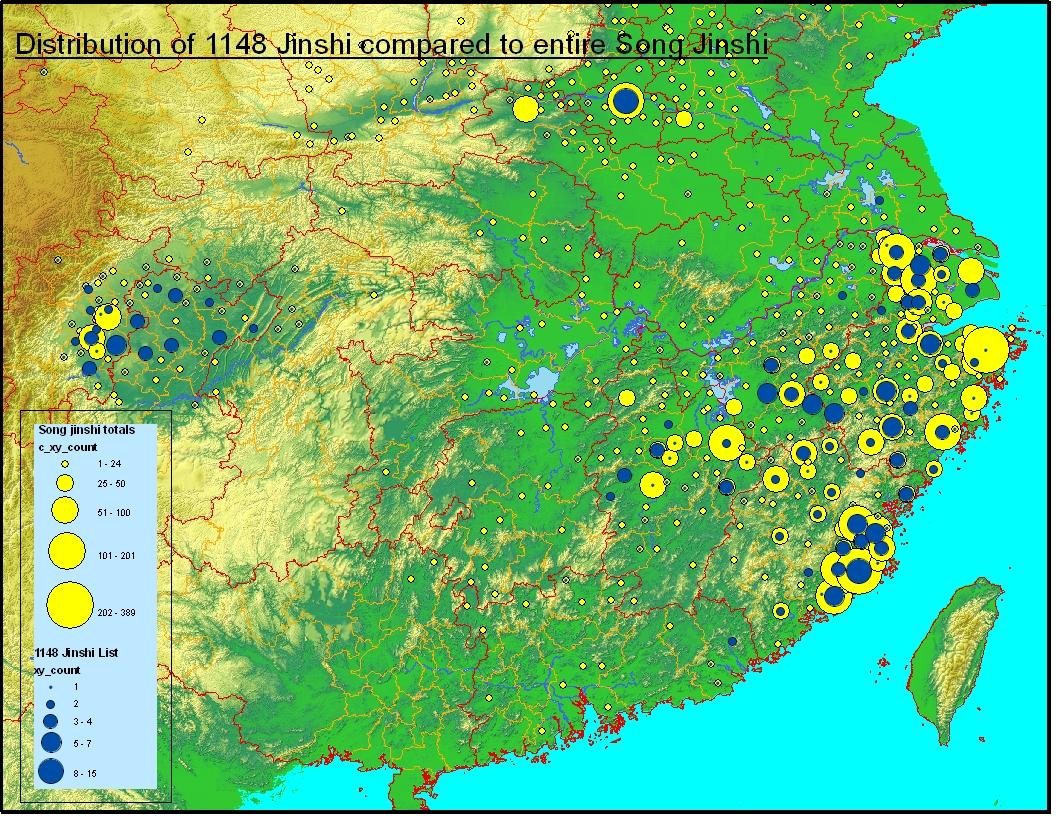 Distribution of 1148 Jinshi compared to entire Song Jinshi
Song jinshi totals
c_xy_count
1 - 24
25 - 50
51 - 100
101 - 201
202 - 389
1148 Jinshi List
xy_count
1
2
3 - 4
5 - 7
8 - 15